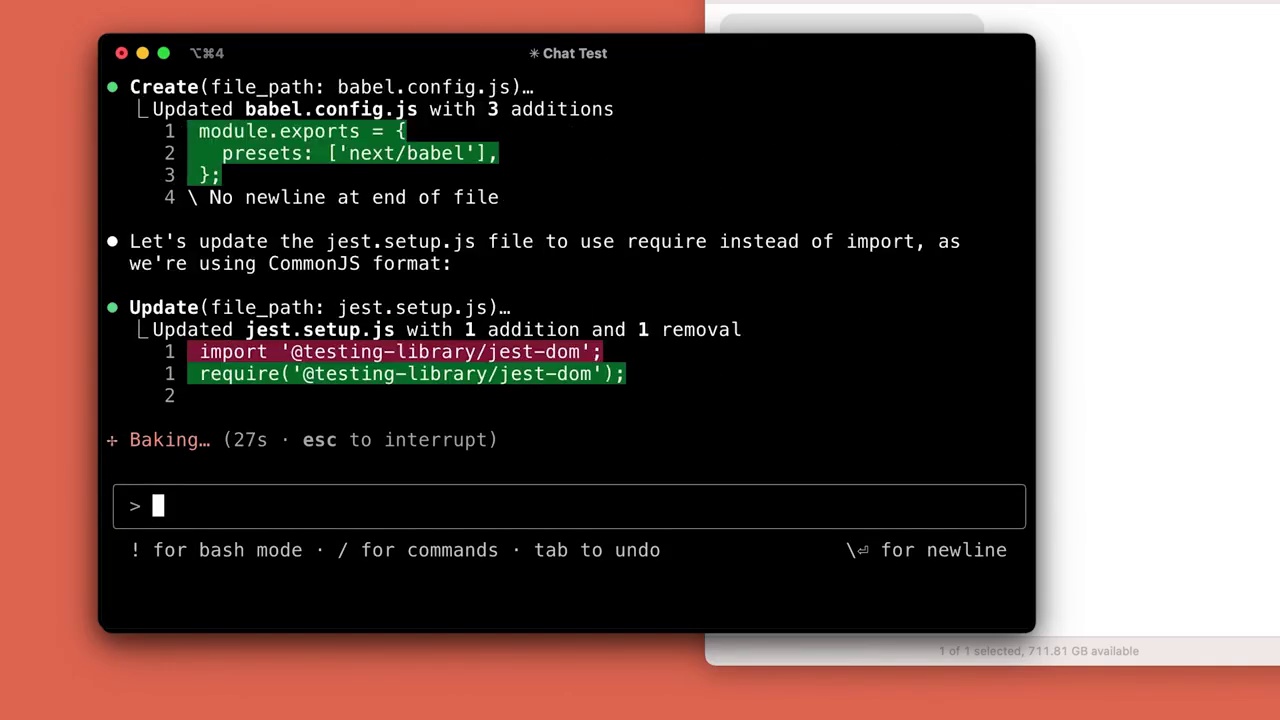 ⌥⌘4
✳ Chat Test
Create(file_path: babel.config.js)…
Updated babel.config.js with 3 additions
1 module.exports = {
2 presets: ['next/babel'],
3 };
4 \ No newline at end of file
Let's update the jest.setup.js file to use require instead of import, as
we're using CommonJS format:
Update(file_path: jest.setup.js)…
Updated jest.setup.js with 1 addition and 1 removal
1 import '@testing-library/jest-dom';
1 require('@testing-library/jest-dom');
2
Baking… (27s · esc to interrupt)
>
! for bash mode · / for commands · tab to undo
\⏎ for newline
1 of 1 selected, 711.81 GB available